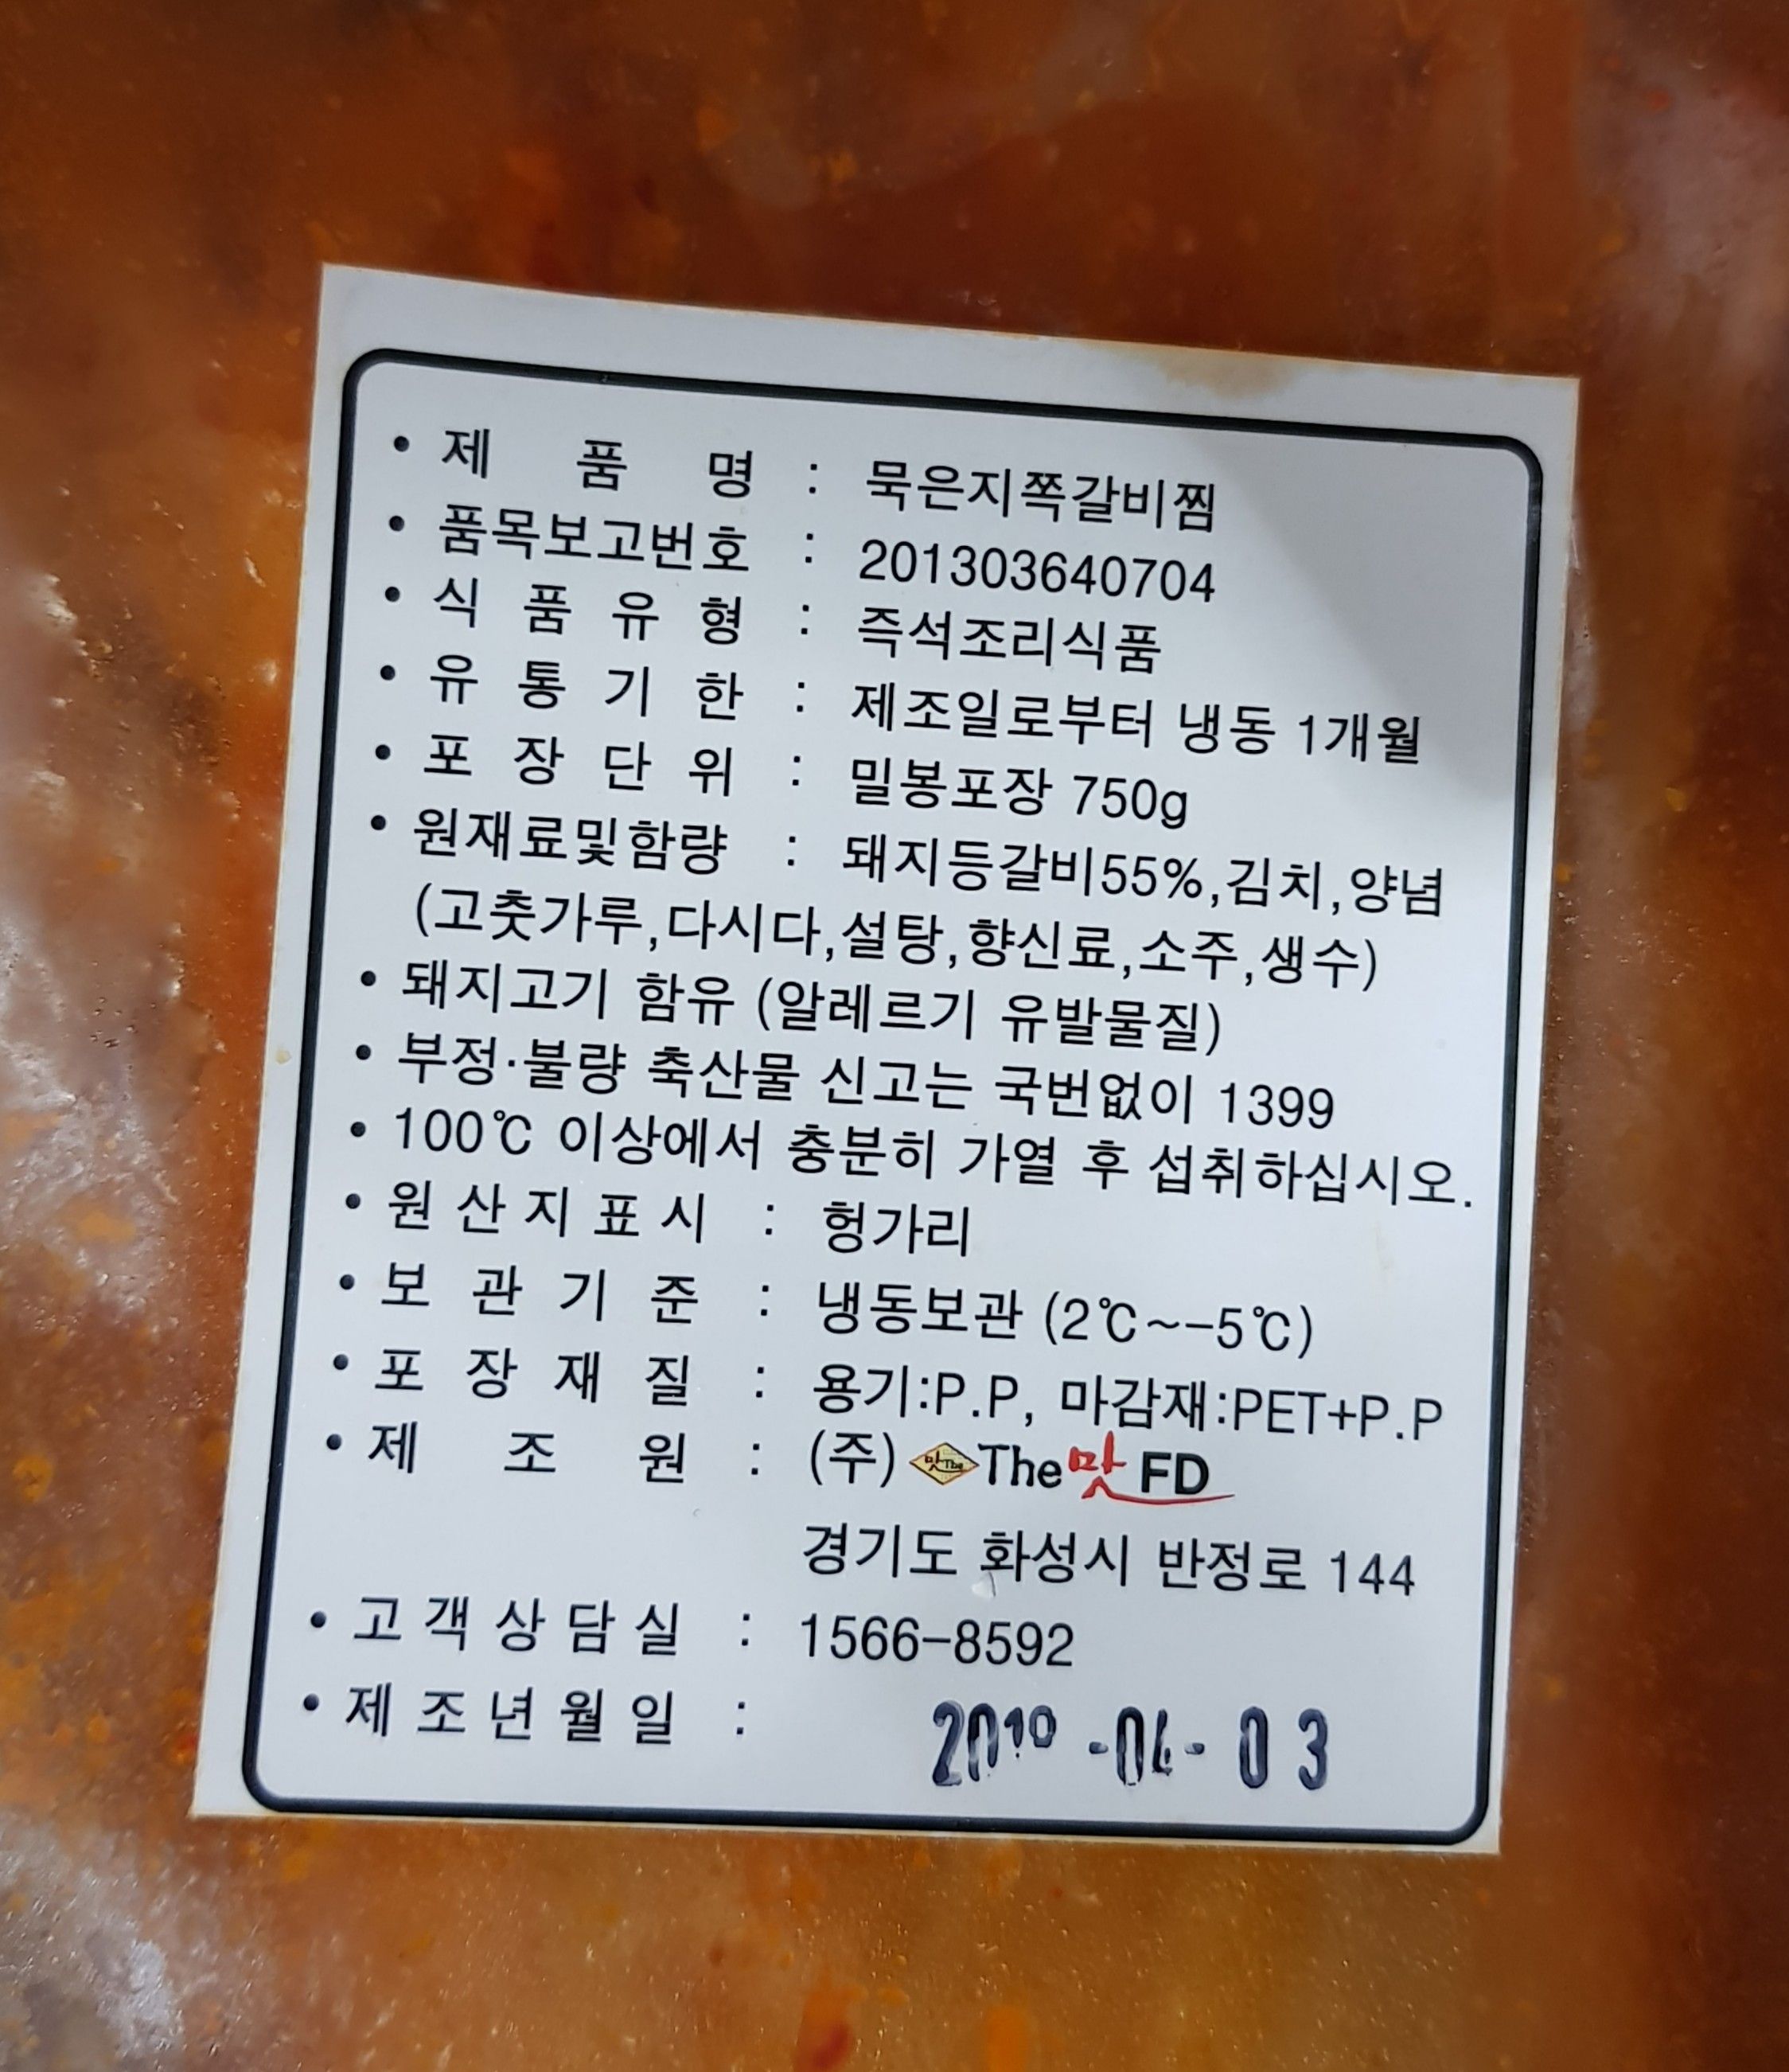 • 제 품 명 : 묵은지쪽갈비찜
• 품목보고번호 : 201303640704
• 식 품 유 형 : 즉석조리식품
• 유 통 기 한 : 제조일로부터 냉동 1개월
• 포 장 단 위 : 밀봉포장 750g
• 원재료및함량 : 돼지등갈비55%,김치,양념
(고춧가루,다시다,설탕,향신료,소주,생수)
• 돼지고기 함유 (알레르기 유발물질)
• 부정·불량 축산물 신고는 국번없이 1399
• 100℃ 이상에서 충분히 가열 후 섭취하십시오.
• 원 산 지 표 시 : 헝가리
• 보 관 기 준 : 냉동보관 (2℃~-5℃)
• 포 장 재 질 : 용기:P.P, 마감재:PET+P.P
• 제 조 원 : (주) 맛The The맛 FD
경기도 화성시 반정로 144
• 고 객 상 담 실 : 1566-8592
• 제 조 년 월 일 : -04-03